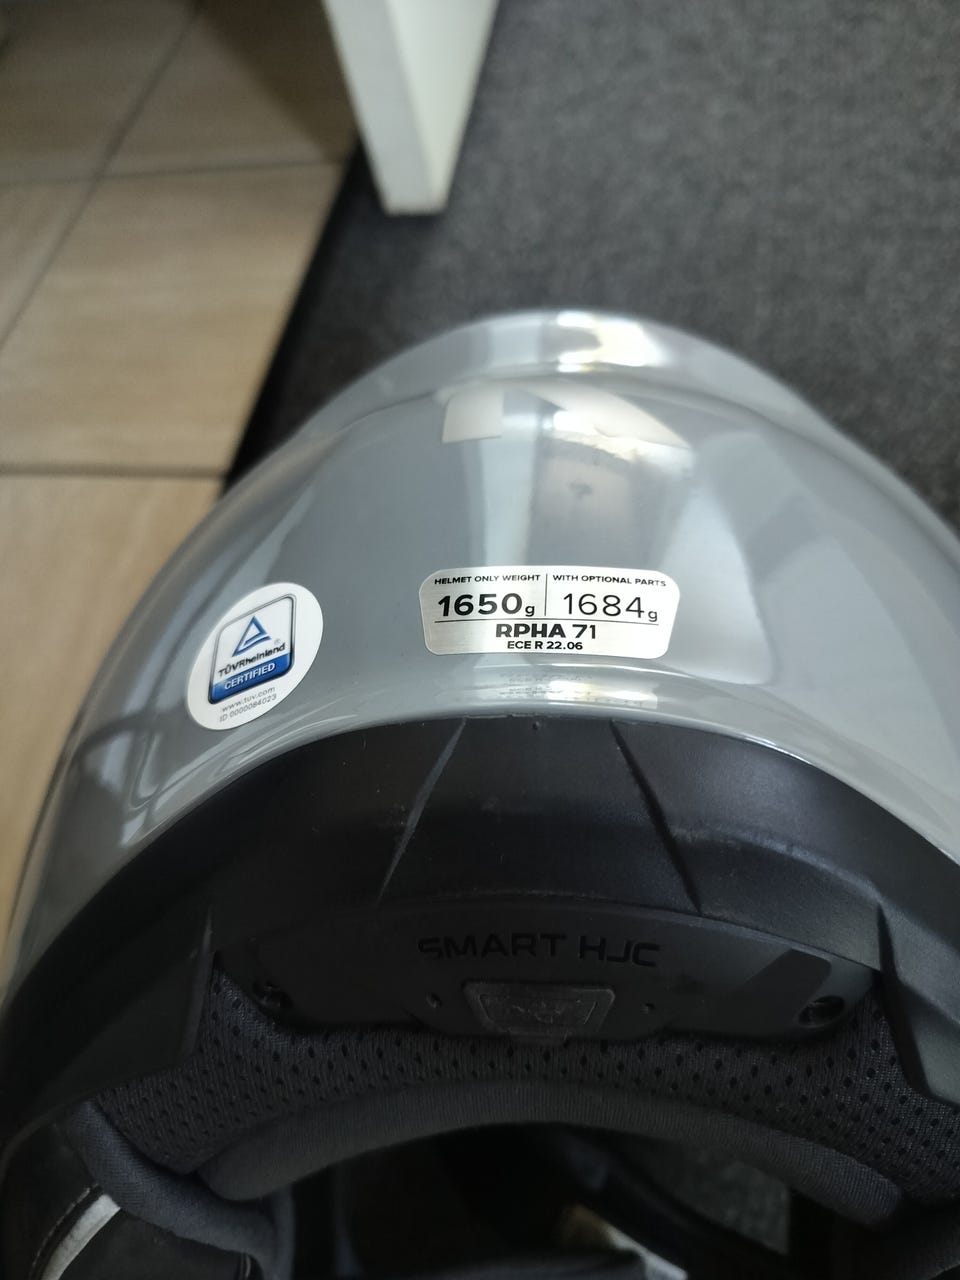 HELMET ONLY WEIGHT
1650g
WITH OPTIONAL PARTS
1684g
RPHA 71
ECE R 22.06
TÜVRheinland®
CERTIFIED
www.tuv.com
ID 0000084023
SMART HJC